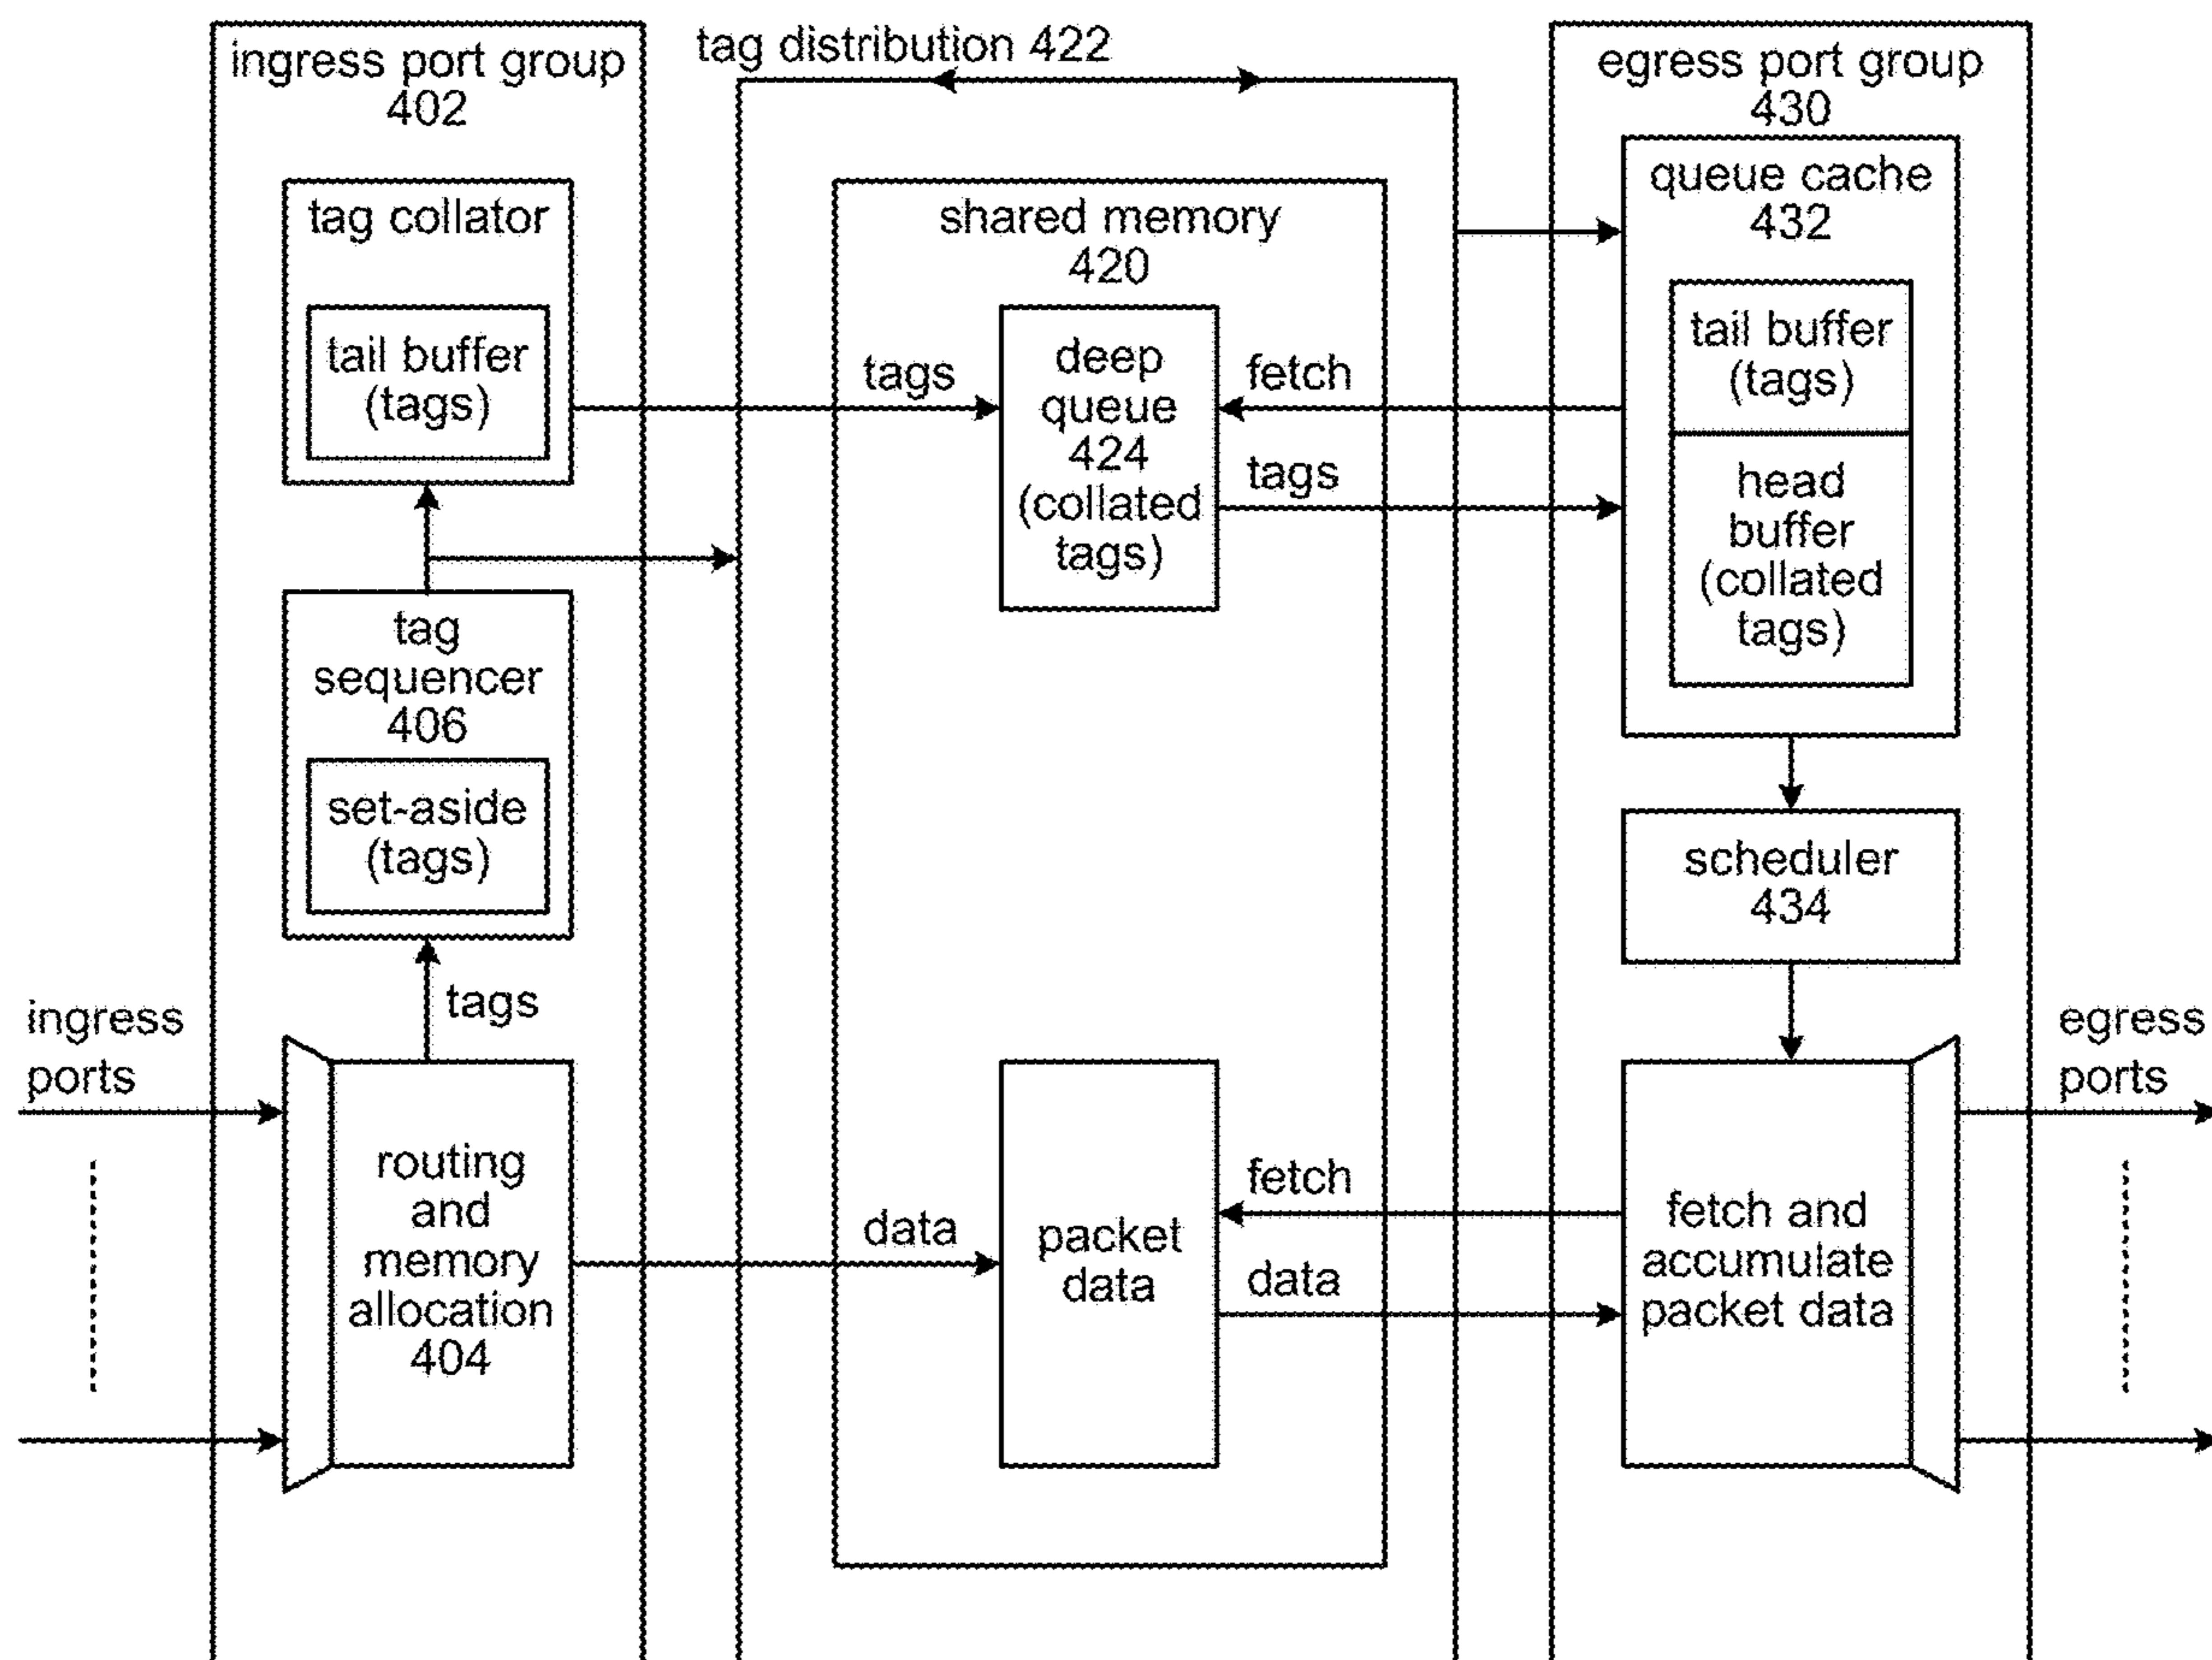 ingress port group
402
tag collator
tail buffer
(tags)
tag
sequencer
406
set-aside
(tags)
tags
ingress
ports
routing
and
memory
allocation
404
tag distribution 422
shared memory
420
tags
deep
queue
424
(collated
tags)
fetch
tags
data
packet
data
fetch
data
egress port group
430
queue cache
432
tail buffer
(tags)
head
buffer
(collated
tags)
scheduler
434
fetch and
accumulate
packet data
egress
ports